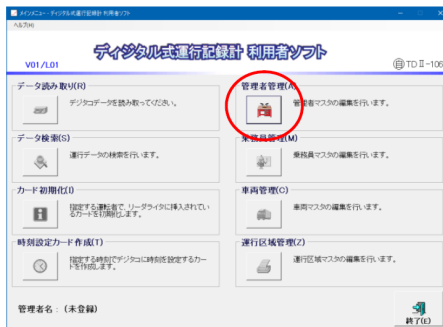 メインメニュー - ディジタル式運行記録計 利用者ソフト
ヘルプ(H)
ディジタル式運行記録計 利用者ソフト
V01/L01
自 TDⅡ-106
データ読み取り(R)
デジタコデータを読み取ってください。
管理者管理(A)
管理者マスタの編集を行います。
データ検索(S)
運行データの検索を行います。
乗務員管理(M)
乗務員マスタの編集を行います。
カード初期化(I)
指定する運転者で、リーダライタに挿入されてい
るカードを初期化します。
車両管理(C)
車両マスタの編集を行います。
時刻設定カード作成(T)
指定する時刻でデジタコに時刻を設定するカー
ドを作成します。
運行区域管理(Z)
運行区域マスタの編集を行います。
管理者名：(未登録)
終了(E)